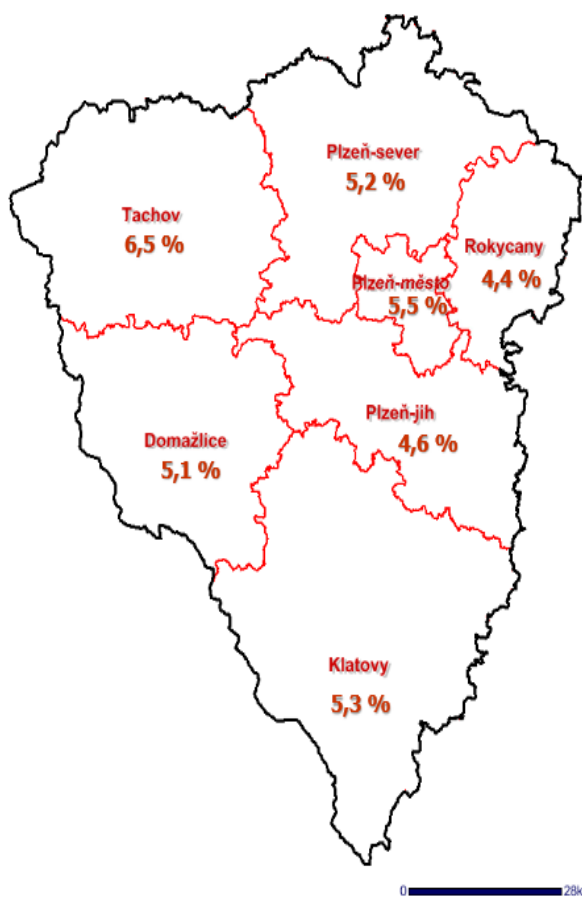 Plzeň-sever
5,2 %
Tachov
6,5 %
Rokycany
4,4 %
Plzeň-město
5,5 %
Plzeň-jih
4,6 %
Domažlice
5,1 %
Klatovy
5,3 %
0 28k